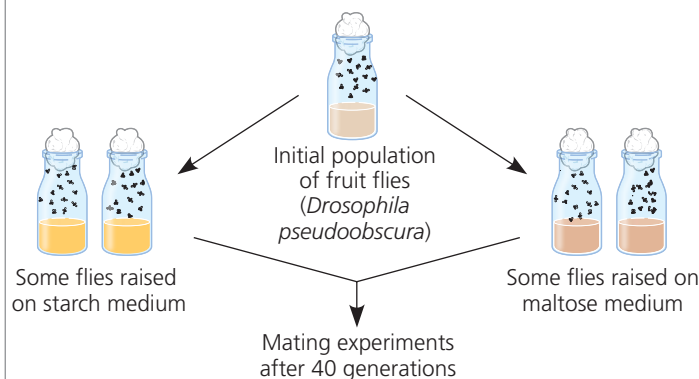 Initial population
of fruit flies
(Drosophila
pseudoobscura)
Some flies raised
on starch medium
Some flies raised on
maltose medium
Mating experiments
after 40 generations